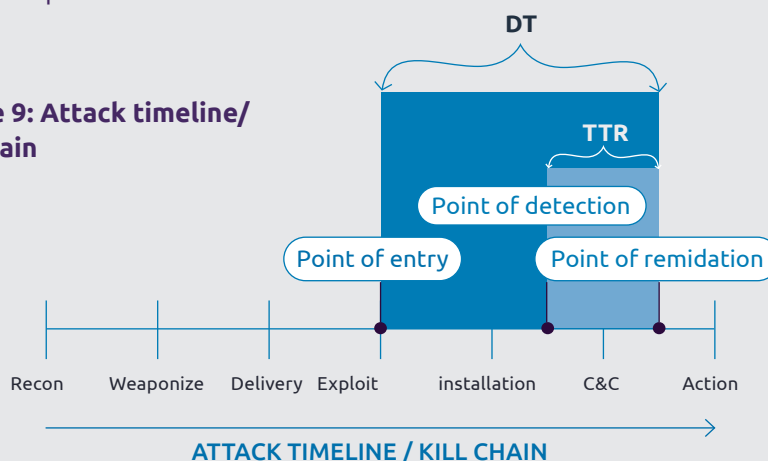 DT
9: Attack timeline/
TTR
Point of detection
Point of entry
Point of remidation
Recon
Weaponize
Delivery
Exploit
installation
C&C
Action
ATTACK TIMELINE / KILL CHAIN